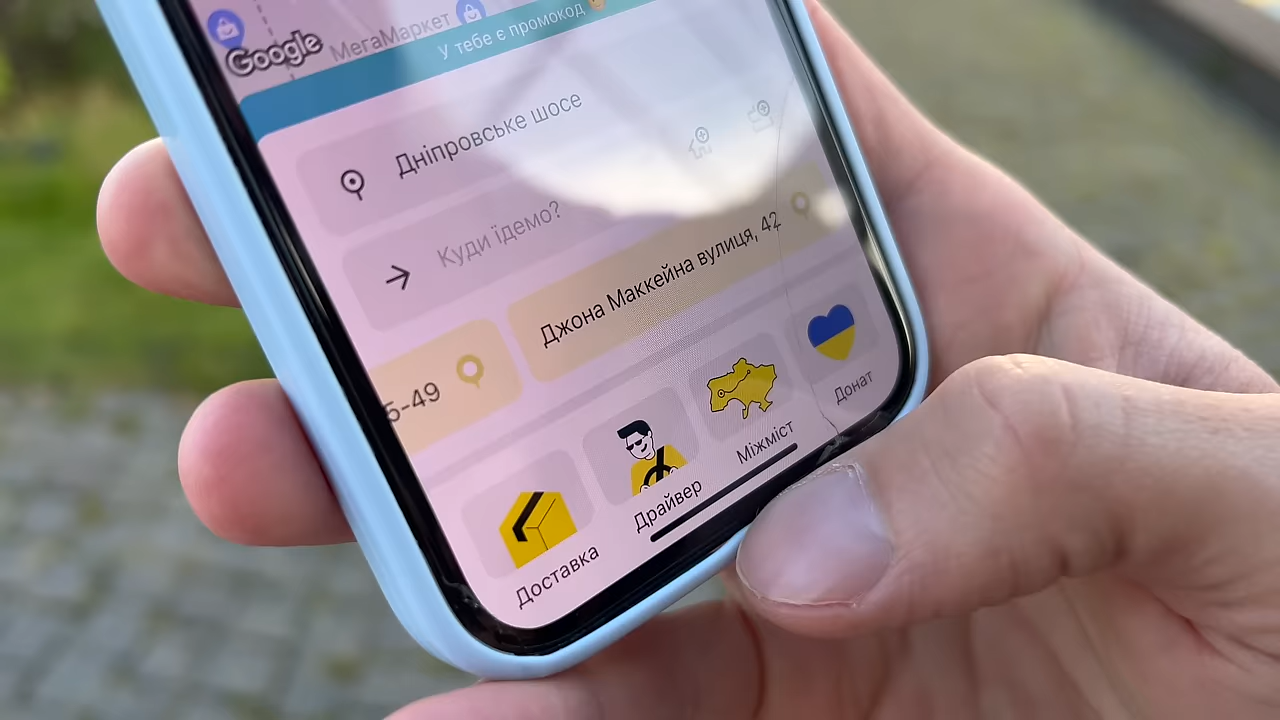 Google
МегаМаркет
У тебе є промокод
Дніпровське шосе
Куди їдемо?
5-49
Джона Маккейна вулиця, 42
Доставка
Драйвер
Міжміст
Донат